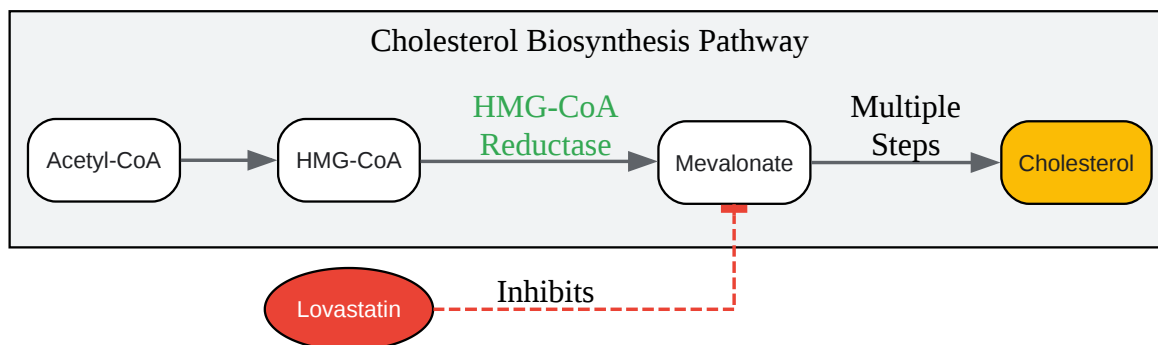 Cholesterol Biosynthesis Pathway
HMG-CoA
Reductase
Multiple
Steps
Acetyl-CoA
HMG-CoA
Mevalonate
Cholesterol
Lovastatin
Inhibits